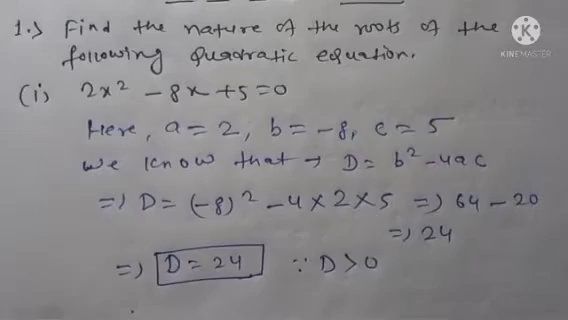 1.) Find the nature of the roots of the
following quadratic equation.
(i) 2x² - 8x + 5 = 0
Here, a = 2, b = -8, c = 5
we know that → D = b² - 4ac
=) D = (-8)² - 4 × 2 × 5 =) 64 - 20
=) 24
=) D = 24 ∵ D > 0
KINEMASTER